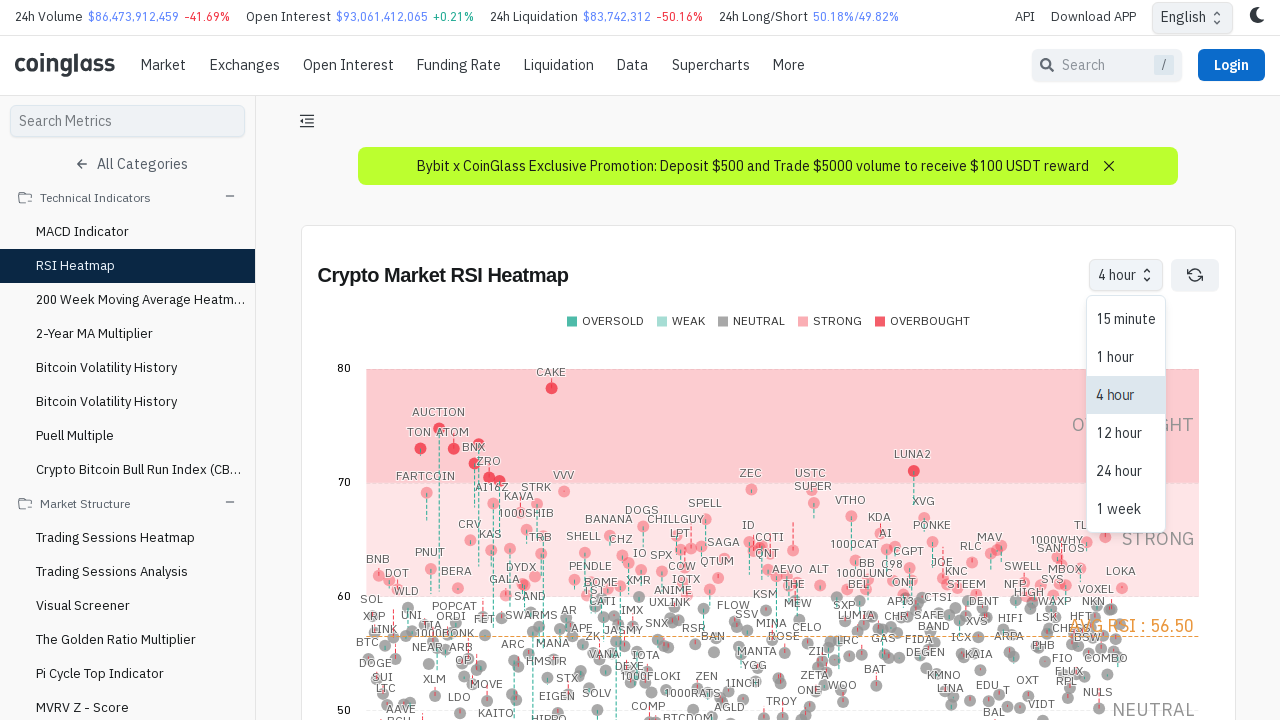 24h Volume $86,473,912,459 -41.69% Open Interest $93,061,412,065 +0.21% 24h Liquidation $83,742,312 -50.16% 24h Long/Short 50.18%/49.82% API Download APP English
coinglass Market Exchanges Open Interest Funding Rate Liquidation Data Supercharts More Search / Login
Search Metrics
All Categories
Technical Indicators
MACD Indicator
RSI Heatmap
200 Week Moving Average Heatm...
2-Year MA Multiplier
Bitcoin Volatility History
Bitcoin Volatility History
Puell Multiple
Crypto Bitcoin Bull Run Index (CB...
Market Structure
Trading Sessions Heatmap
Trading Sessions Analysis
Visual Screener
The Golden Ratio Multiplier
Pi Cycle Top Indicator
MVRV Z - Score
Bybit x CoinGlass Exclusive Promotion: Deposit $500 and Trade $5000 volume to receive $100 USDT reward
Crypto Market RSI Heatmap
4 hour
15 minute
1 hour
4 hour
12 hour
24 hour
1 week
OVERSOLD WEAK NEUTRAL STRONG OVERBOUGHT
80
CAKE
AUCTION
TON ATOM
BNX
ZRO
LUNA2
70
FARTCOIN
AI16Z STRK
VVV
ZEC
USTC
SUPER
KAVA
1000SHIB
SPELL
VTHO
XVG
CRV
KAS
TRB
BANANA
DOGS
CHILLGUY
SHELL
CHZ
LPT
ID
COTI
KDA
PONKE
STRONG
BNB
PNUT
DOT
BERA
DYDX
PENDLE
IO SPX
SAGA
QTUM
ONT
AI
1000CAT
CGPT
RLC
MAV
1000WHY
SANTOS
WLD
GALA
BOME
XMR
COW
IOTX
AEVO ALT
BB C98
JOE
KNC
SWELL
MBOX
LOKA
60
SOL
SAND
ANIME
KSM
THE
BEL
1000LUNC
STEEM
NFP
SYS
HIGH
VOXEL
XRP
LINK
UNI
POPCAT
ORDI
FET
SWARMS AR
IMX
UXLINK
FLOW
SSV
MEW
SXP
API3
CTSI
DENT
WAXP
NKN
BTC
TIA
1000BONK
APE
JASMY
SNX
RSR
MINA
CELO
LUMIA
CHR
SAFE
BAND
XVS
HIFI
LSK
AVG RSI : 56.50
DOGE
NEAR
ARB
OP
ARC
MANA
ZK
BAN
ROSE
LRC
GAS
FIDA
ICX
ARPA
BSW
SUI
LTC
XLM
HMSTR
VANA IOTA
DEXE
MANTA
ZIL
DEGEN
KAIA
PHB
FIO
COMBO
MOVE
STX
1000FLOKI
ZEN
YGG
ZETA
BAT
KMNO
FLUX
RPL
LDO
EIGEN
SOLV
1000RATS
1INCH
ONE
WOO
LINA
EDU
OXT
NULS
AAVE
KAITO
COMP
AGLD
TROY
BAL
VIDT
NEUTRAL
50
HIPPO
BTCDOM